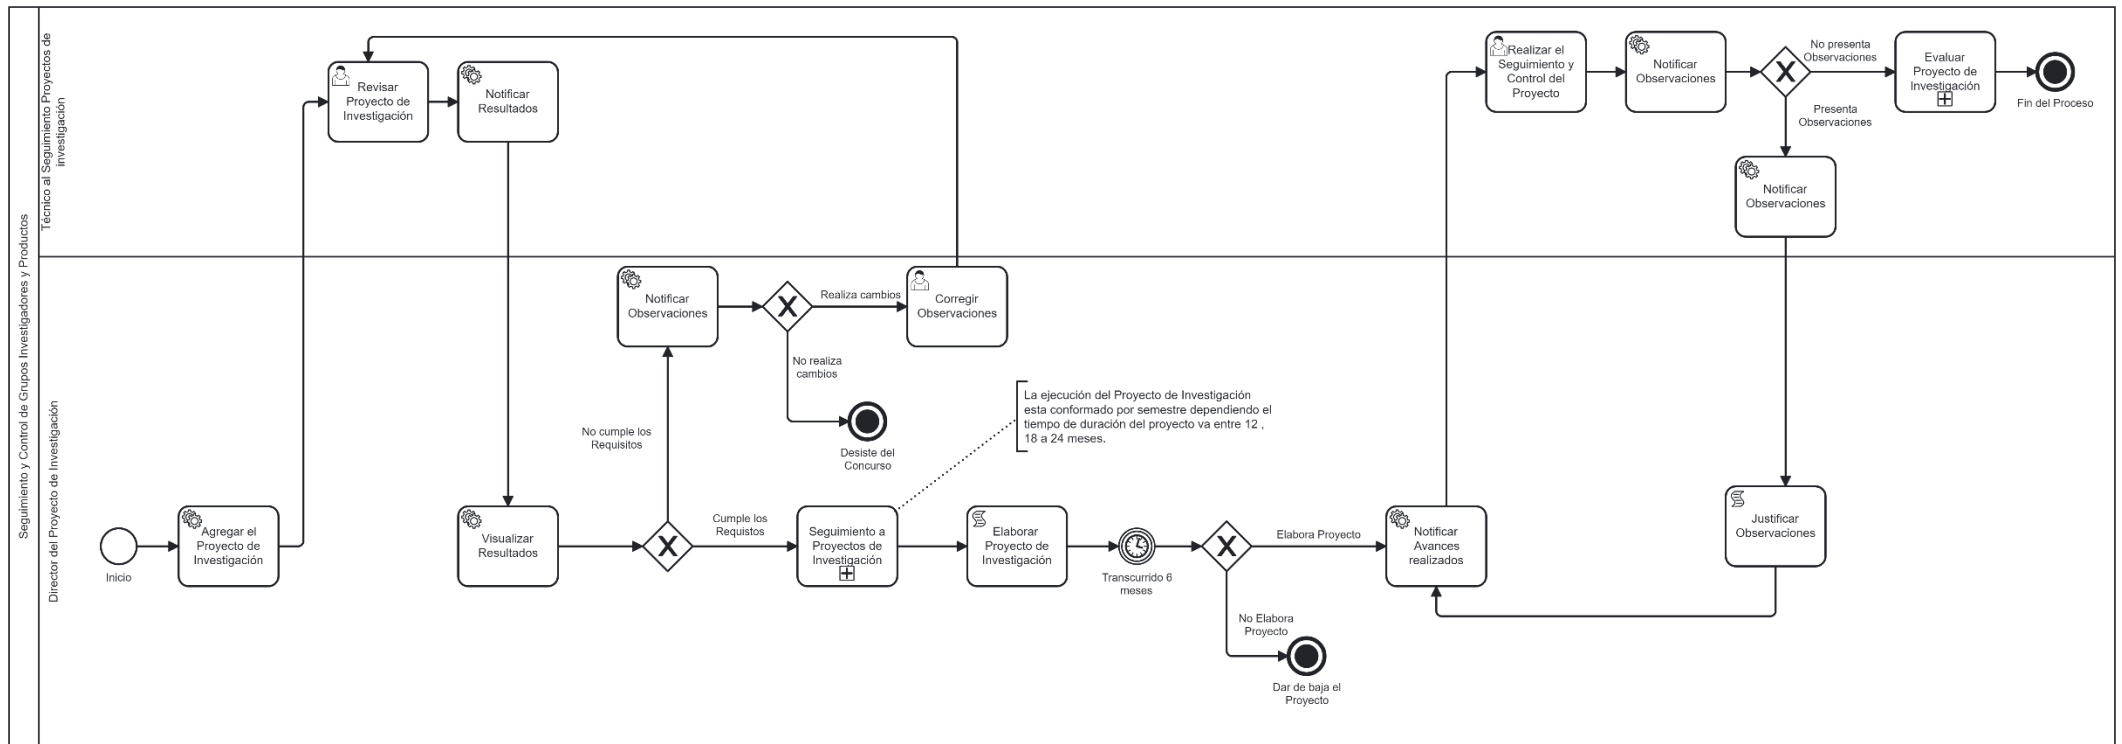 Seguimiento y Control de Grupos Investigadores y Productos
Técnico al Seguimiento Proyectos de
investigación
Revisar
Proyecto de
Investigación
Notificar
Resultados
Realizar el
Seguimiento y
Control del
Proyecto
Notificar
Observaciones
No presenta
Observaciones
Evaluar
Proyecto de
Investigación
Fin del Proceso
Presenta
Observaciones
Notificar
Observaciones
Director del Proyecto de Investigación
Notificar
Observaciones
Realiza cambios
Corregir
Observaciones
No realiza
cambios
Desiste del
Concurso
No cumple los
Requisitos
La ejecución del Proyecto de Investigación
esta conformado por semestre dependiendo el
tiempo de duración del proyecto va entre 12 ,
18 a 24 meses.
Inicio
Agregar el
Proyecto de
Investigación
Visualizar
Resultados
Cumple los
Requistos
Seguimiento a
Proyectos de
Investigación
Elaborar
Proyecto de
Investigación
Transcurrido 6
meses
Elabora Proyecto
No Elabora
Proyecto
Dar de baja el
Proyecto
Notificar
Avances
realizados
Justificar
Observaciones